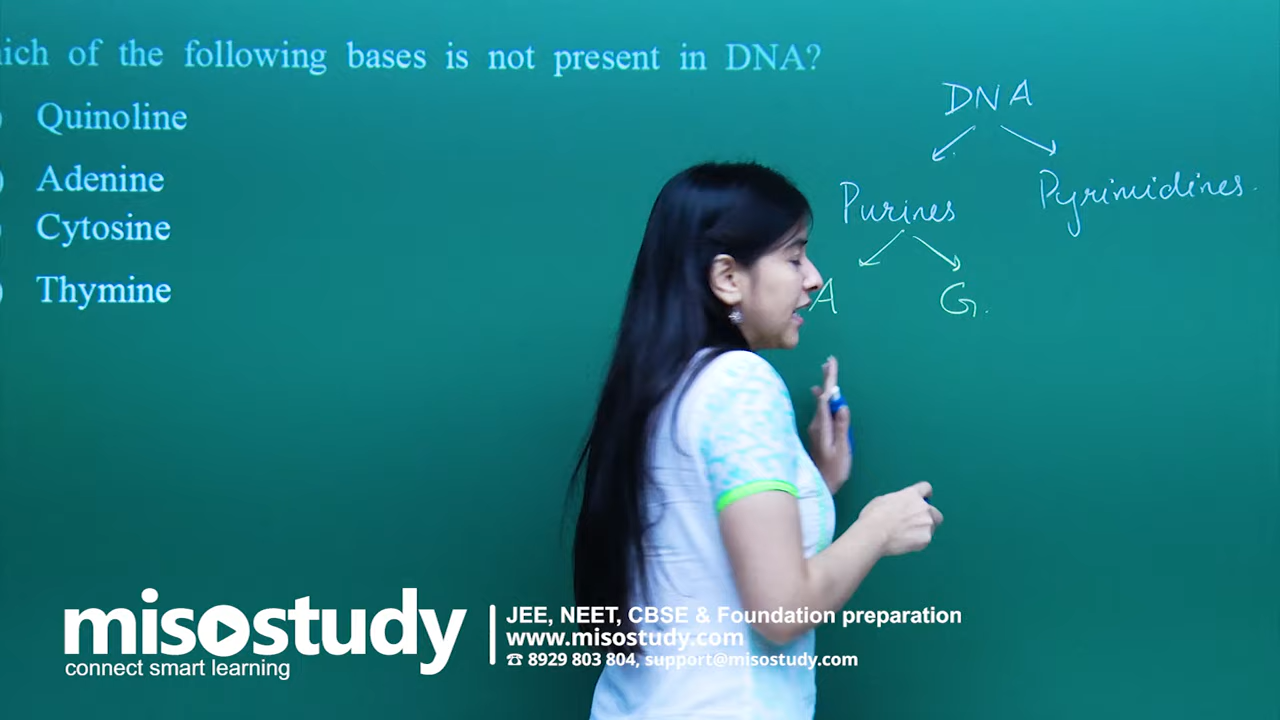 ich of the following bases is not present in DNA?
) Quinoline
) Adenine
) Cytosine
) Thymine
DNA
Purines Pyrimidines.
A G.
misostudy
connect smart learning
JEE, NEET, CBSE & Foundation preparation
www.misostudy.com
☎ 8929 803 804, support@misostudy.com